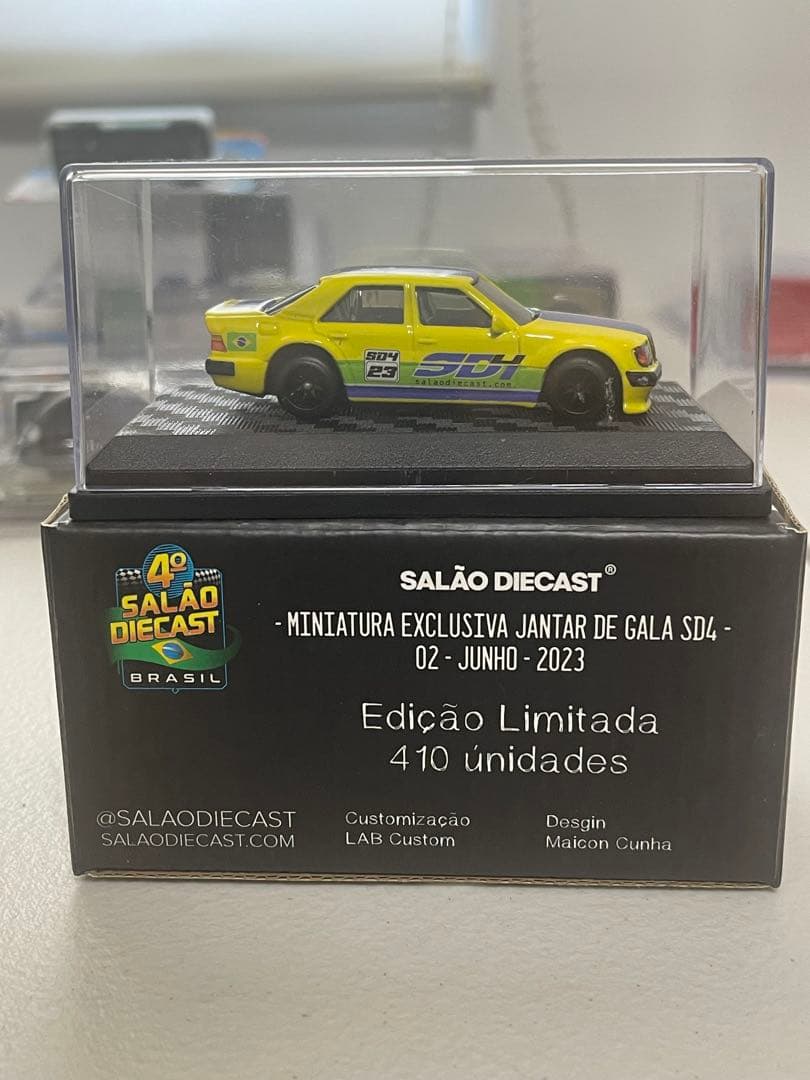 SD4
23
SD4
salaodiecast.com
4º
SALÃO
DIECAST
BRASIL
SALÃO DIECAST®
- MINIATURA EXCLUSIVA JANTAR DE GALA SD4 -
02 - JUNHO - 2023
Edição Limitada
410 únidades
@SALAODIECAST
SALAODIECAST.COM
Customização
LAB Custom
Desgin
Maicon Cunha